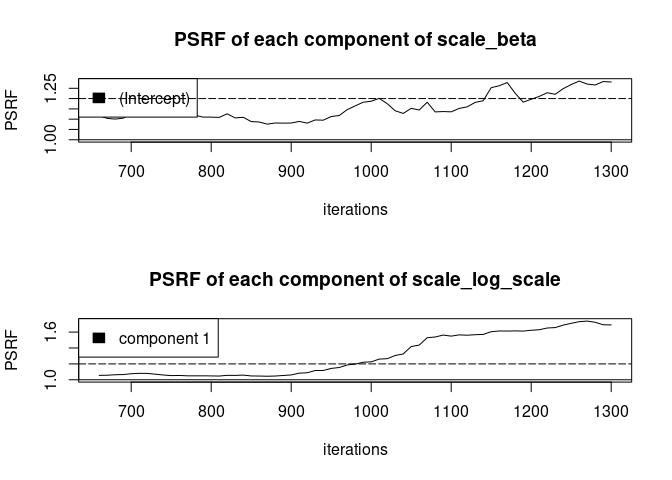 PSRF of each component of scale_beta
PSRF
1.25
1.00
(Intercept)
700 800 900 1000 1100 1200 1300
iterations
PSRF of each component of scale_log_scale
PSRF
1.6
1.0
component 1
700 800 900 1000 1100 1200 1300
iterations